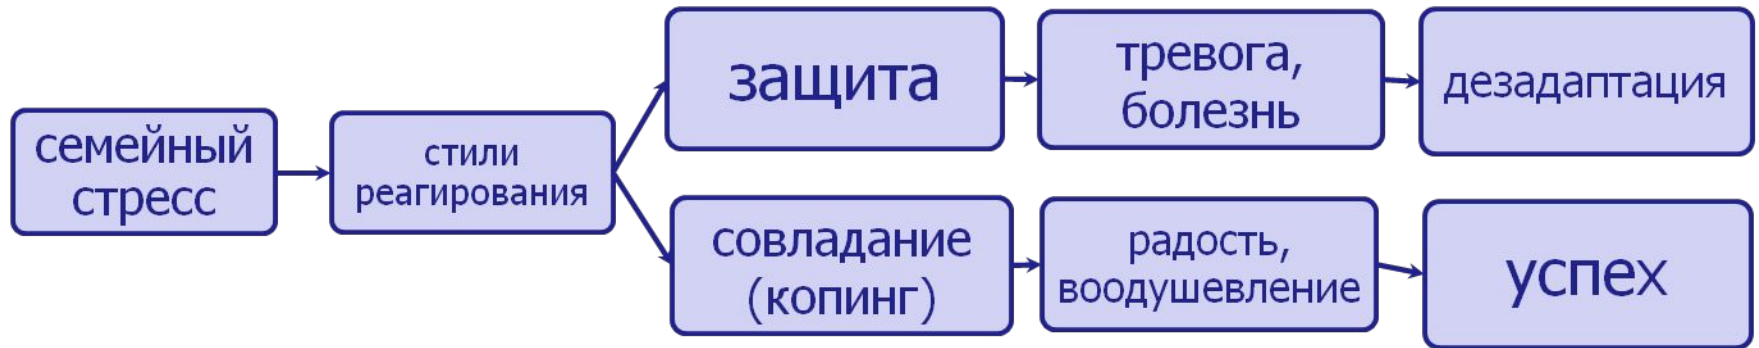 семейный
стресс
стили
реагирования
защита
тревога,
болезнь
дезадаптация
совладание
(копинг)
радость,
воодушевление
успех